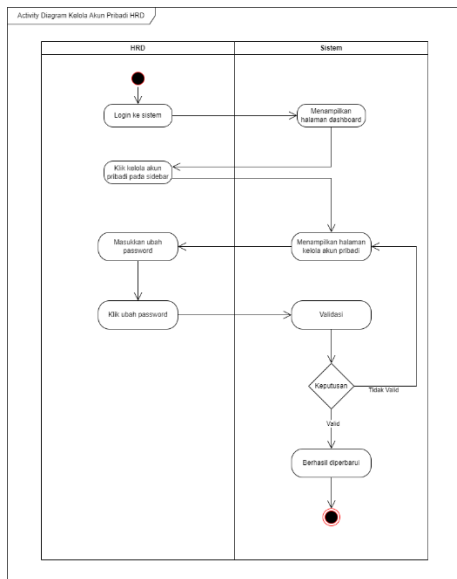 Activity Diagram Kelola Akun Pribadi HRD
HRD
Sistem
Login ke sistem
Menampilkan
halaman dashboard
Klik kelola akun
pribadi pada sidebar
Masukkan ubah
password
Menampilkan halaman
kelola akun pribadi
Klik ubah password
Validasi
Keputusan
Tidak Valid
Valid
Berhasil diperbarui